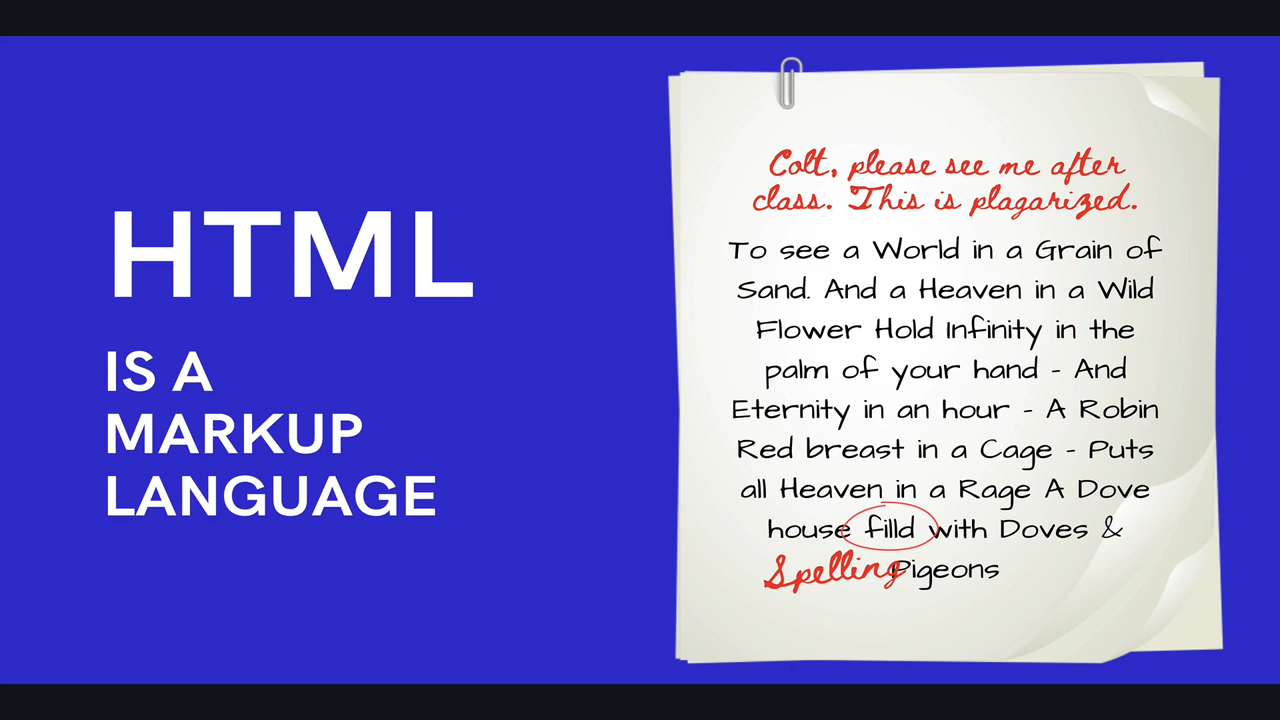 HTML
IS A
MARKUP
LANGUAGE
Colt, please see me after
class. This is plagarized.
To see a World in a Grain of
Sand. And a Heaven in a Wild
Flower Hold Infinity in the
palm of your hand - And
Eternity in an hour - A Robin
Red breast in a Cage - Puts
all Heaven in a Rage A Dove
house filld with Doves &
Spelling Pigeons